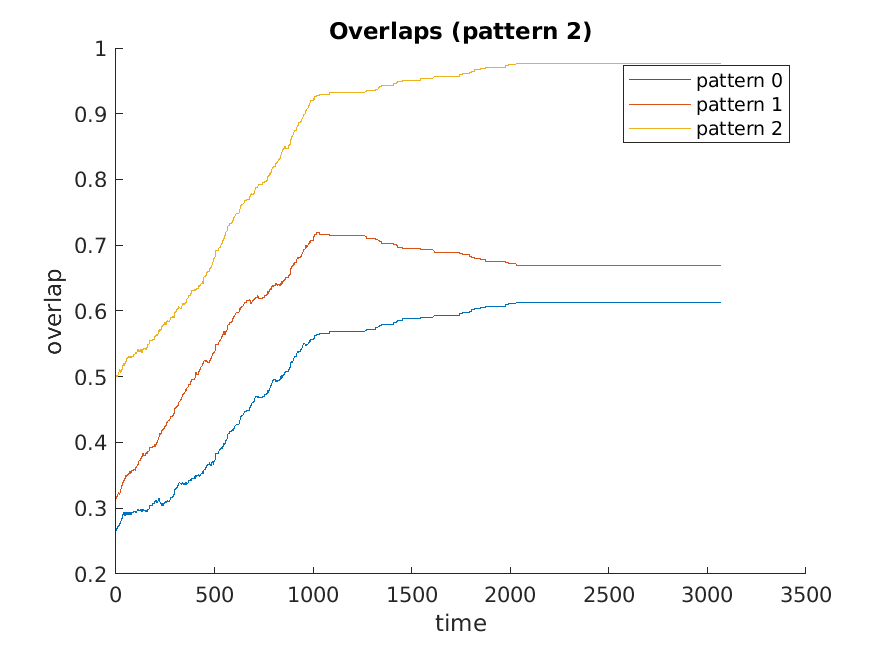 Overlaps (pattern 2)
1
0.9
0.8
0.7
0.6
0.5
0.4
0.3
0.2
overlap
pattern 0
pattern 1
pattern 2
0 500 1000 1500 2000 2500 3000 3500
time